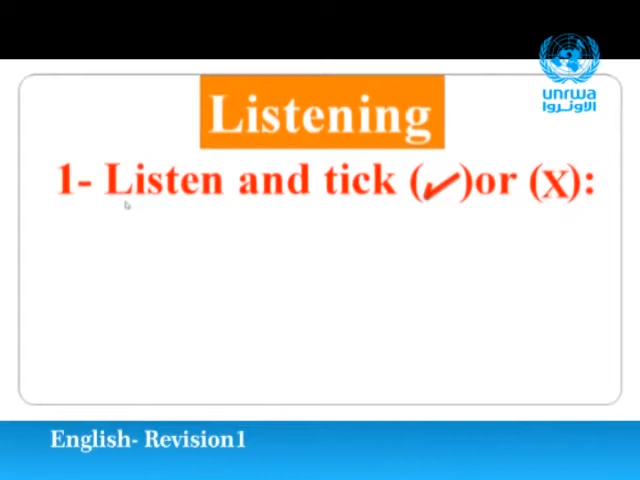 unrwa
الاونروا
Listening
1- Listen and tick (✓)or (X):
English- Revision1